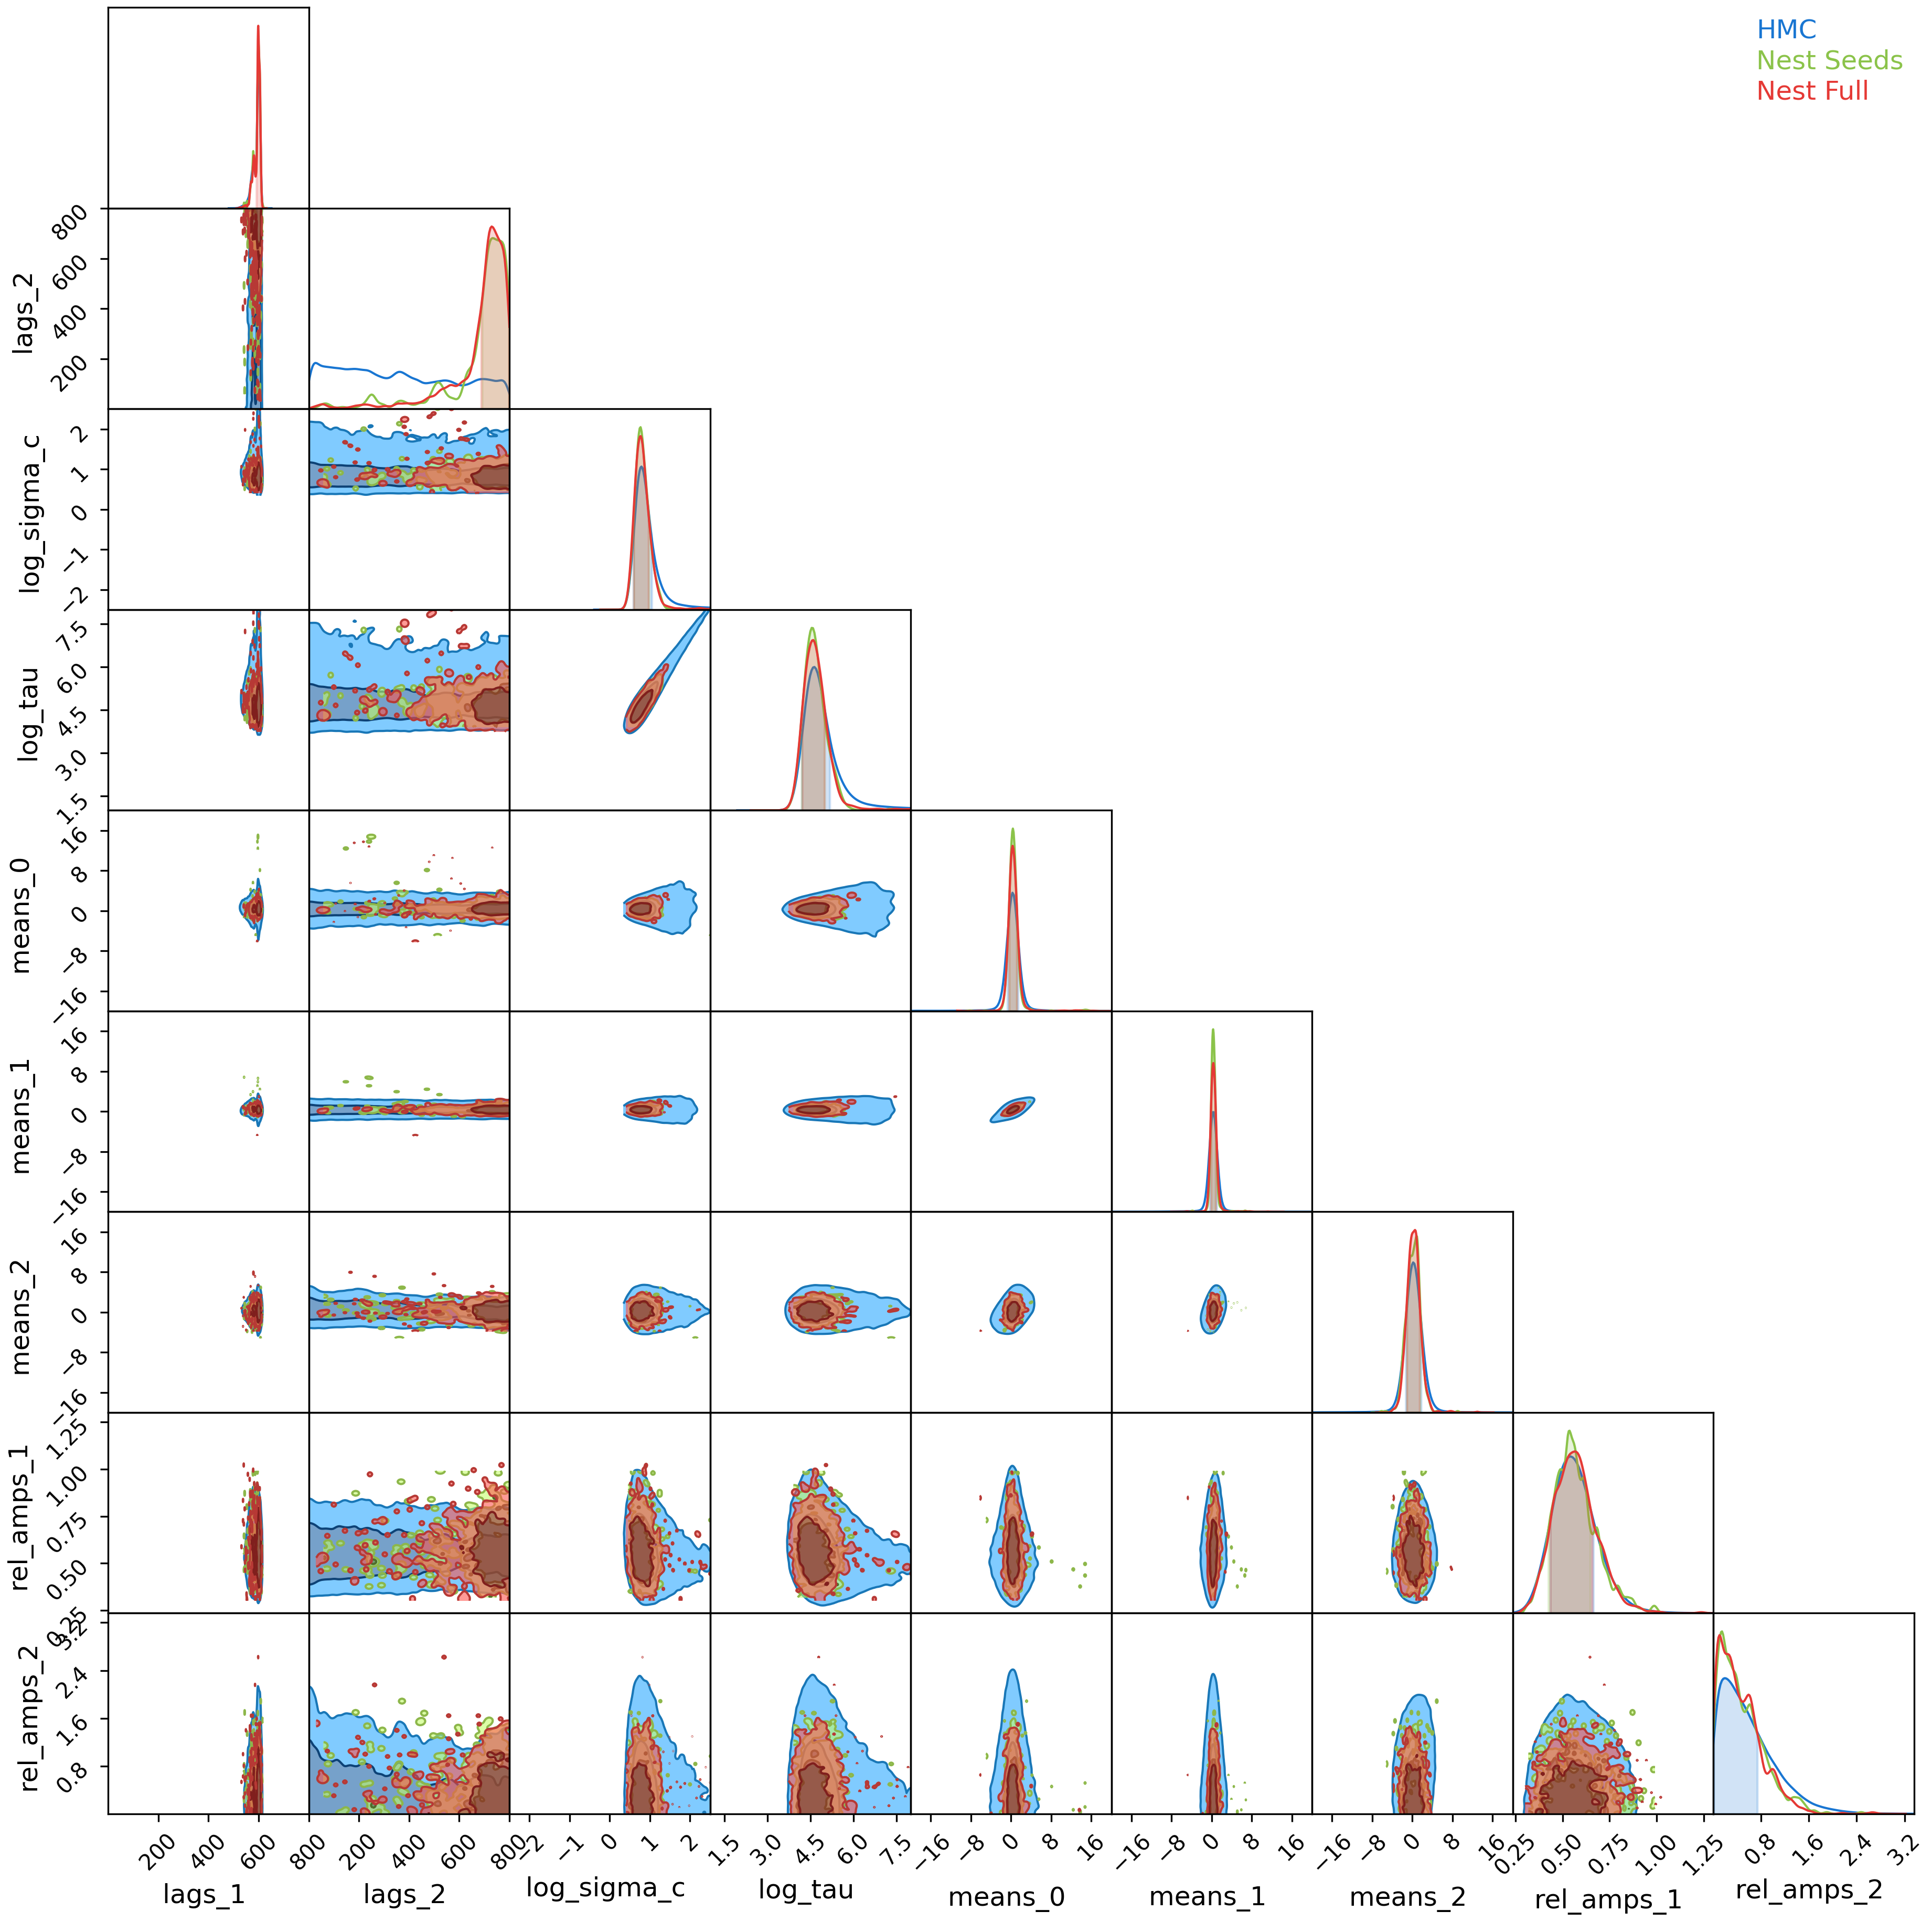 HMC
Nest Seeds
Nest Full
800
600
400
200
lags_2
2
1
0
−1
−2
log_sigma_c
7.5
6.0
4.5
3.0
1.5
log_tau
16
8
0
−8
−16
means_0
16
8
0
−8
−16
means_1
16
8
0
−8
−16
means_2
1.25
1.00
0.75
0.50
0.25
rel_amps_1
3.2
2.4
1.6
0.8
rel_amps_2
200 400 600 800
200 400 600 800
−2 −1 0 1 2
1.5 3.0 4.5 6.0 7.5
−16 −8 0 8 16
−16 −8 0 8 16
−16 −8 0 8 16
0.25 0.50 0.75 1.00 1.25
0.8 1.6 2.4 3.2
lags_1 lags_2 log_sigma_c log_tau means_0 means_1 means_2 rel_amps_1 rel_amps_2